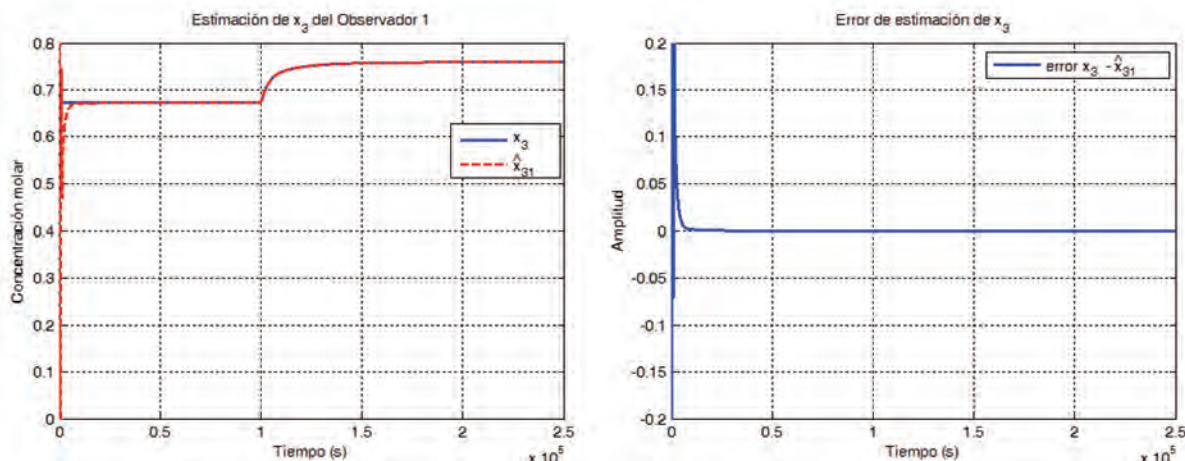 Estimación de x3 del Observador 1
Concentración molar
0.8
0.7
0.6
0.5
0.4
0.3
0.2
0.1
0
x3
x̂31
0 0.5 1 1.5 2 2.5
Tiempo (s)
x 10^5
Error de estimación de x3
Amplitud
0.2
0.15
0.1
0.05
0
-0.05
-0.1
-0.15
-0.2
error x3 - x̂31
0 0.5 1 1.5 2 2.5
Tiempo (s)
x 10^5